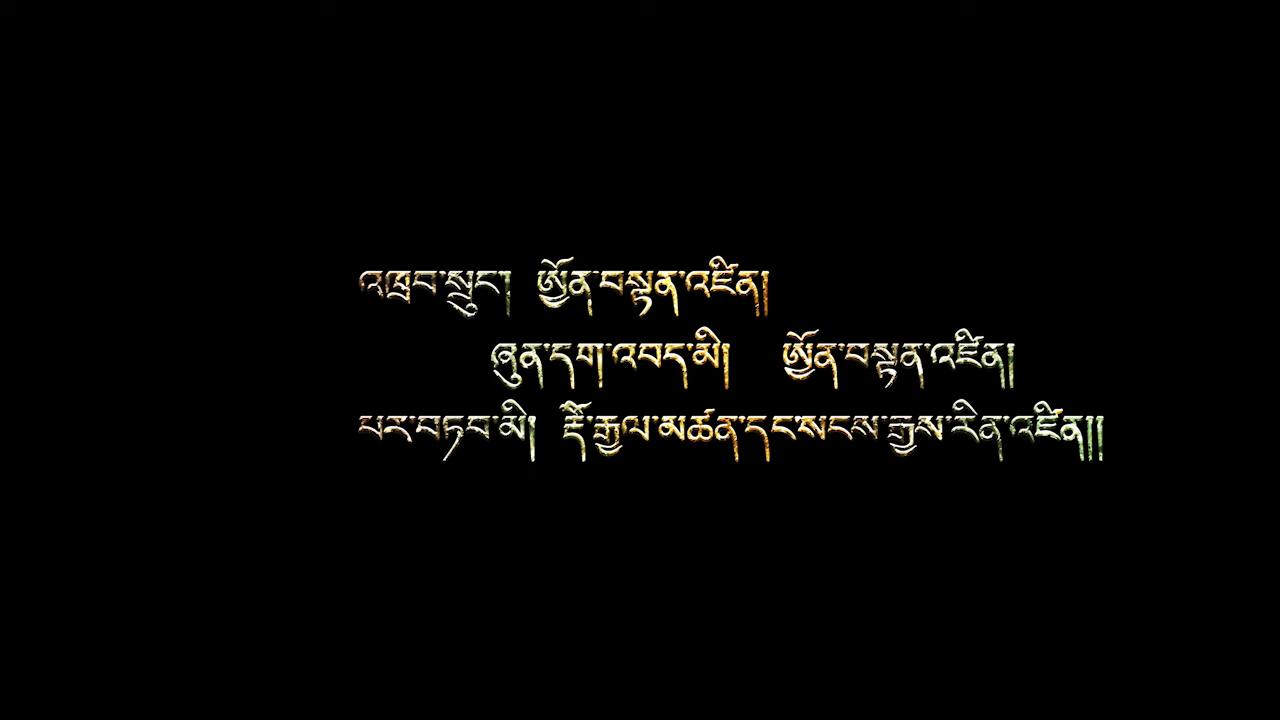 འཁྲབ་སྲུང༌། ཨྱོན་བསྟན་འཛིན།
ཞུན་དག་འབད་མི། ཨྱོན་བསྟན་འཛིན།
པར་བཏབ་མི། རྡོ་རྒྱལ་མཚན་དང་སངས་རྒྱས་རིན་འཛིན།།